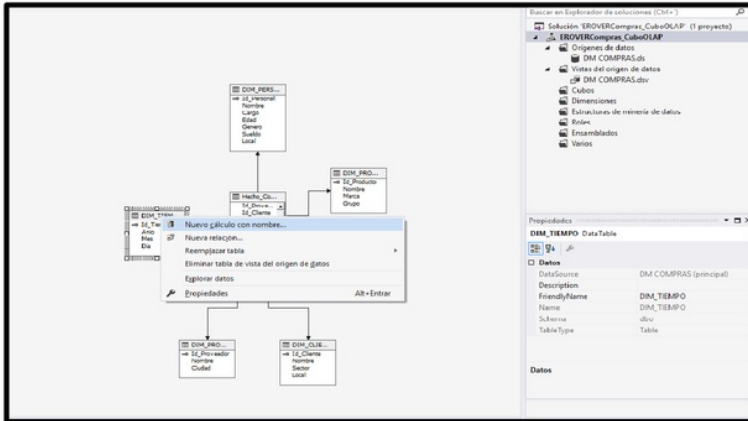 DIM_PERS...
Id_Personal
Nombre
Cargo
Edad
Genero
Sueldo
Local
DIM_PRO...
Id_Producto
Nombre
Marca
Grupo
Hecho_Co...
Id_Cliente
DIM_TIEM...
Id_Tie
Anio
Mes
Dia
Nuevo cálculo con nombre...
Nueva relación...
Reemplazar tabla
Eliminar tabla de vista del origen de datos
Explorar datos
Propiedades Alt+Entrar
DIM_PRO...
Id_Proveedor
Nombre
Ciudad
DIM_CLIE...
Id_Cliente
Nombre
Sector
Local
Buscar en Explorador de soluciones (Ctrl+')
Solución 'EROVERCompras_CuboOLAP' (1 proyecto)
EROVERCompras_CuboOLAP
Orígenes de datos
DM COMPRAS.ds
Vistas del origen de datos
DM COMPRAS.dsv
Cubos
Dimensiones
Estructuras de minería de datos
Roles
Ensamblados
Varios
Propiedades
DIM_TIEMPO DataTable
Datos
DataSource DM COMPRAS (principal)
Description
FriendlyName DIM_TIEMPO
Name DIM_TIEMPO
Schema dbo
TableType Table
Datos